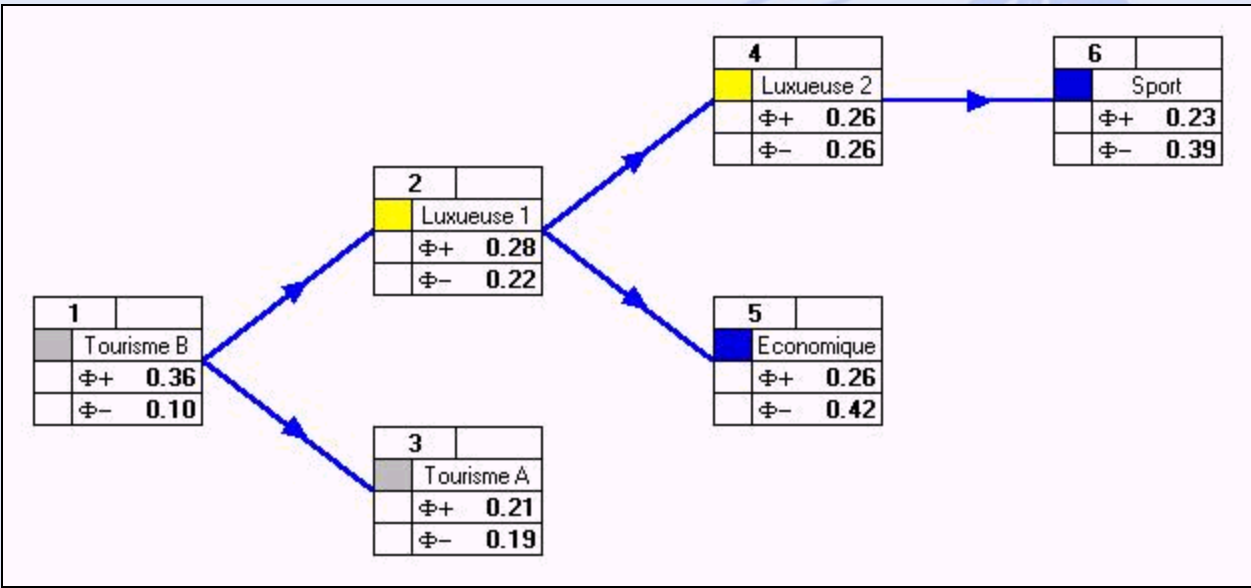 1
Tourisme B
Φ+ 0.36
Φ− 0.10
2
Luxueuse 1
Φ+ 0.28
Φ− 0.22
3
Tourisme A
Φ+ 0.21
Φ− 0.19
4
Luxueuse 2
Φ+ 0.26
Φ− 0.26
5
Economique
Φ+ 0.26
Φ− 0.42
6
Sport
Φ+ 0.23
Φ− 0.39